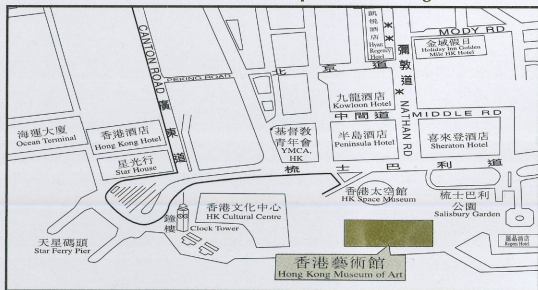 CANTON ROAD
廣東道
PEKING ROAD
北京道
凱悅酒店
Hyatt
Regency
Hotel
彌敦道
NATHAN RD
MODY RD
金域假日
Holiday Inn Golden
Mile HK Hotel
九龍酒店
Kowloon Hotel
中間道
MIDDLE RD
海運大廈
Ocean Terminal
香港酒店
Hong Kong Hotel
星光行
Star House
基督教
青年會
YMCA,
HK
半島酒店
Peninsula Hotel
喜來登酒店
Sheraton Hotel
梳士巴利道
香港太空館
HK Space Museum
梳士巴利
公園
Salisbury Garden
香港文化中心
HK Cultural Centre
鐘樓
Clock Tower
天星碼頭
Star Ferry Pier
麗晶酒店
Regent Hotel
香港藝術館
Hong Kong Museum of Art